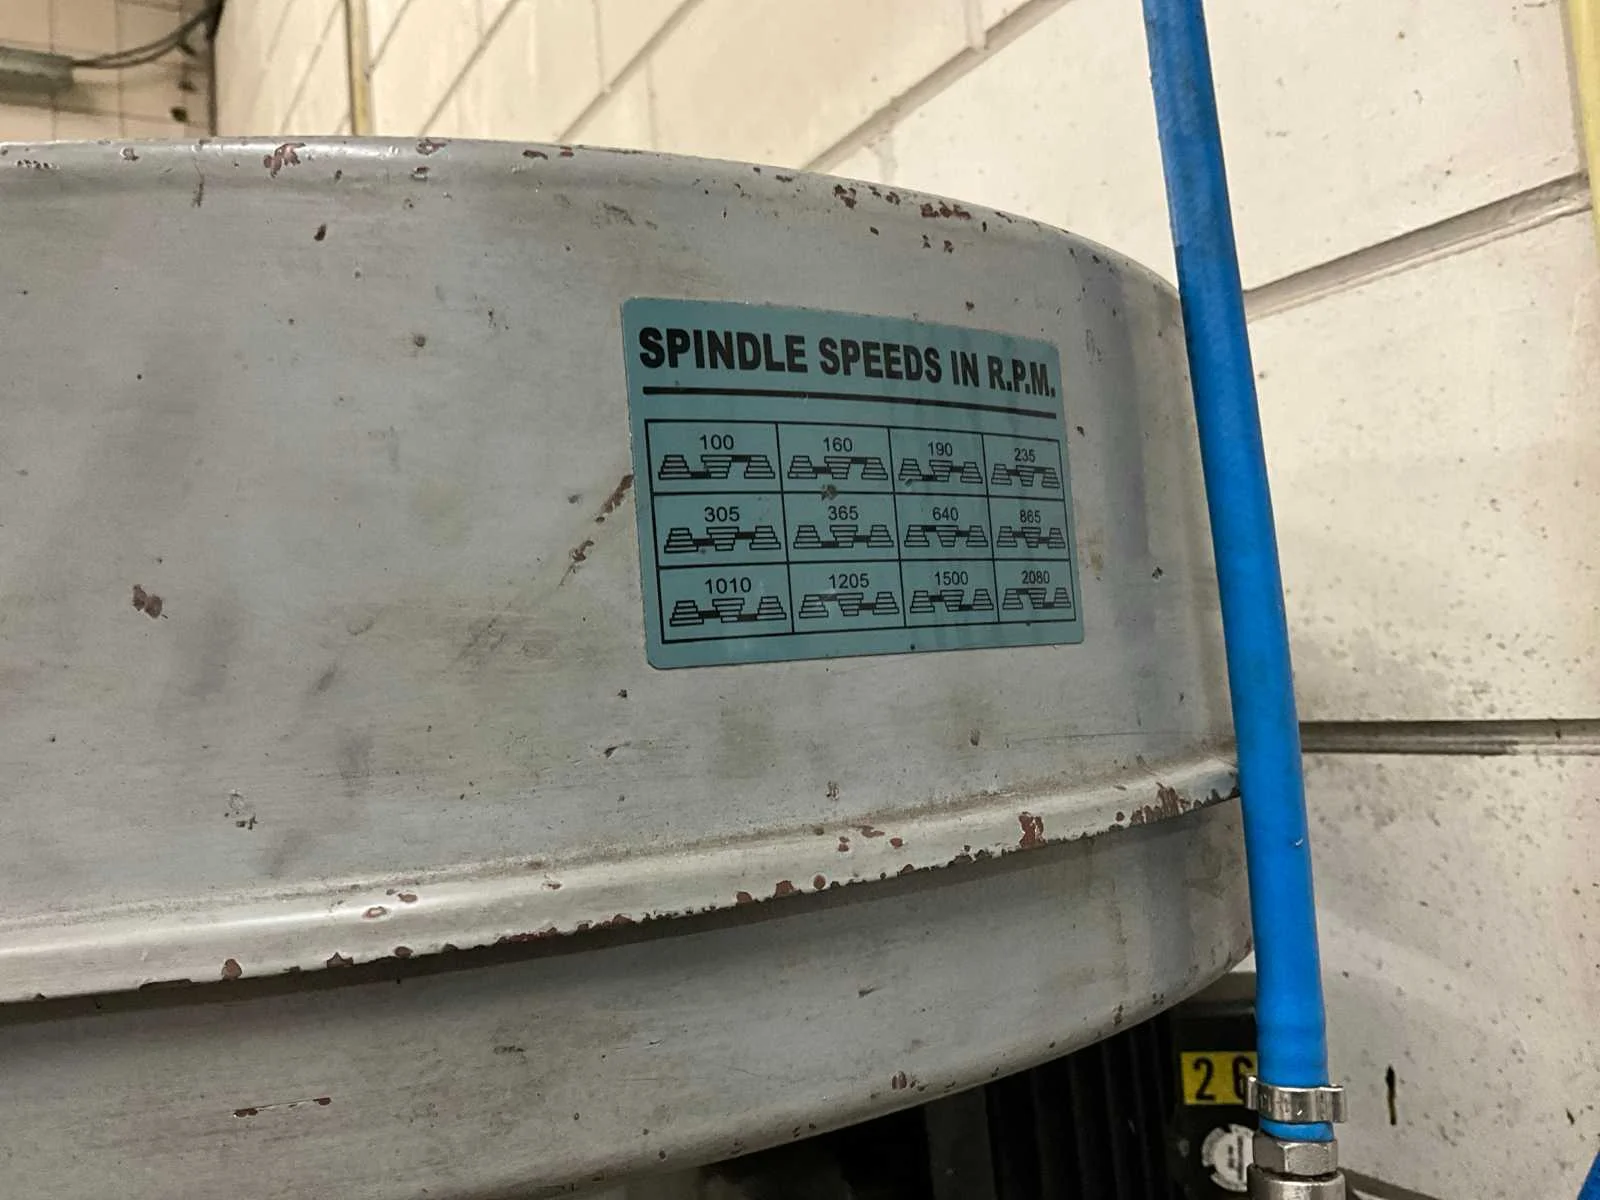 SPINDLE SPEEDS IN R.P.M.
100 160 190 235
305 365 640 865
1010 1205 1500 2080
26